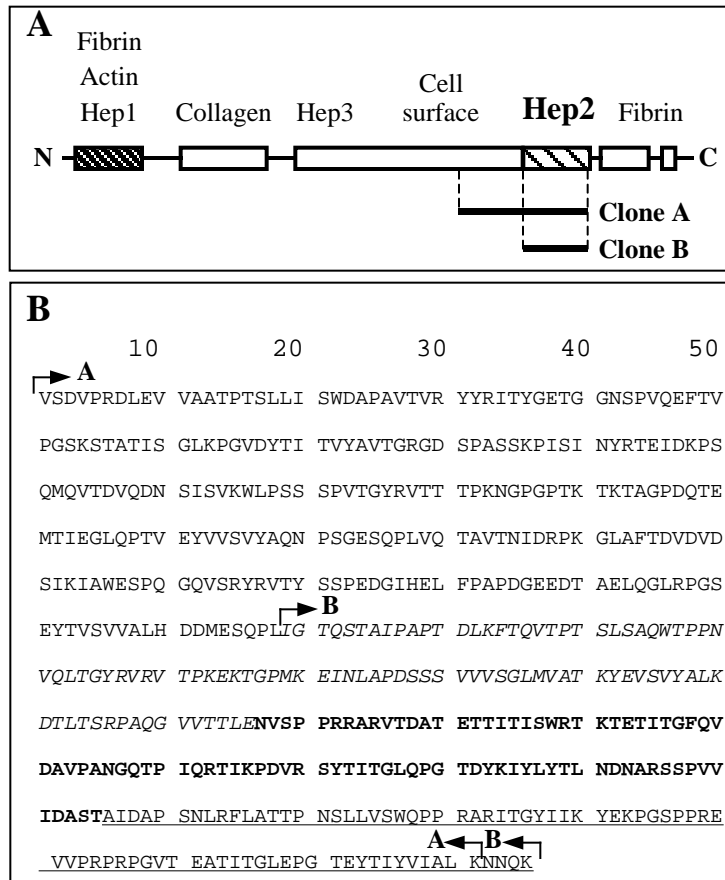 A
Fibrin
Actin
Hep1 Collagen Hep3 Cell surface Hep2 Fibrin
N C
Clone A
Clone B
B
10 20 30 40 50
A
VSDVPRDLEV VAATPTSLLI SWDAPAVTVR YYRITYGETG GNSPVQEFTV
PGSKSTATIS GLKPGVDYTI TVYAVTGRGD SPASSKPISI NYRTEIDKPS
QMQVTDVQDN SISVKWLPSS SPVTGYRVTT TPKNGPGPTK TKTAGPDQTE
MTIEGLQPTV EYVVSVYAQN PSGESQPLVQ TAVTNIDRPK GLAFTDVDVD
SIKIAWESPQ GQVSRYRVTY SSPEDGIHEL FPAPDGEEDT AELQGLRPGS
B
EYTVSVVALH DDMESQPLIG TQSTAIPAPT DLKFTQVTPT SLSAQWTPPN
VQLTGYRVRV TPKEKTGPMK EINLAPDSSS VVVSGLMVAT KYEVSVYALK
DTLTSRPAQG VVTTLENVSP PRRARVTDAT ETTITISWRT KTETITGFQV
DAVPANGQTP IQRTIKPDVR SYTITGLQPG TDYKIYLYTL NDNARSSPVV
IDASTAIDAP SNLRFLATTP NSLLVSWQPP RARITGYIIK YEKPGSPPRE
A B
VVPRPRPGVT EATITGLEPG TEYTIYVIAL KNNQK